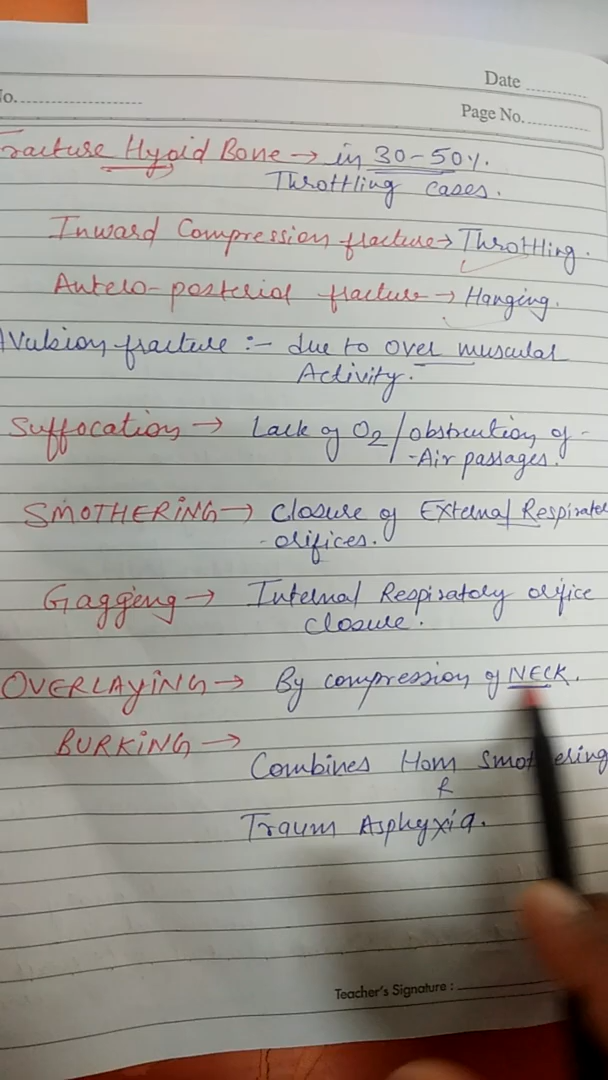 Date
No.
Page No.
Fracture Hyoid Bone → in 30-50%.
Throttling cases.
Inward Compression fracture → Throttling.
Antero-posterior fracture → Hanging.
Avulsion fracture :- due to over muscular
Activity.
Suffocation → Lack of O2/obstruction of -
-Air passages.
SMOTHERING → Closure of External Respirator
-orifices.
Gagging → Internal Respiratory orifice
closure.
OVERLAYING → By compression of NECK.
BURKING →
Combines Hom Smothering
&
Traum Asphyxia.
Teacher's Signature :